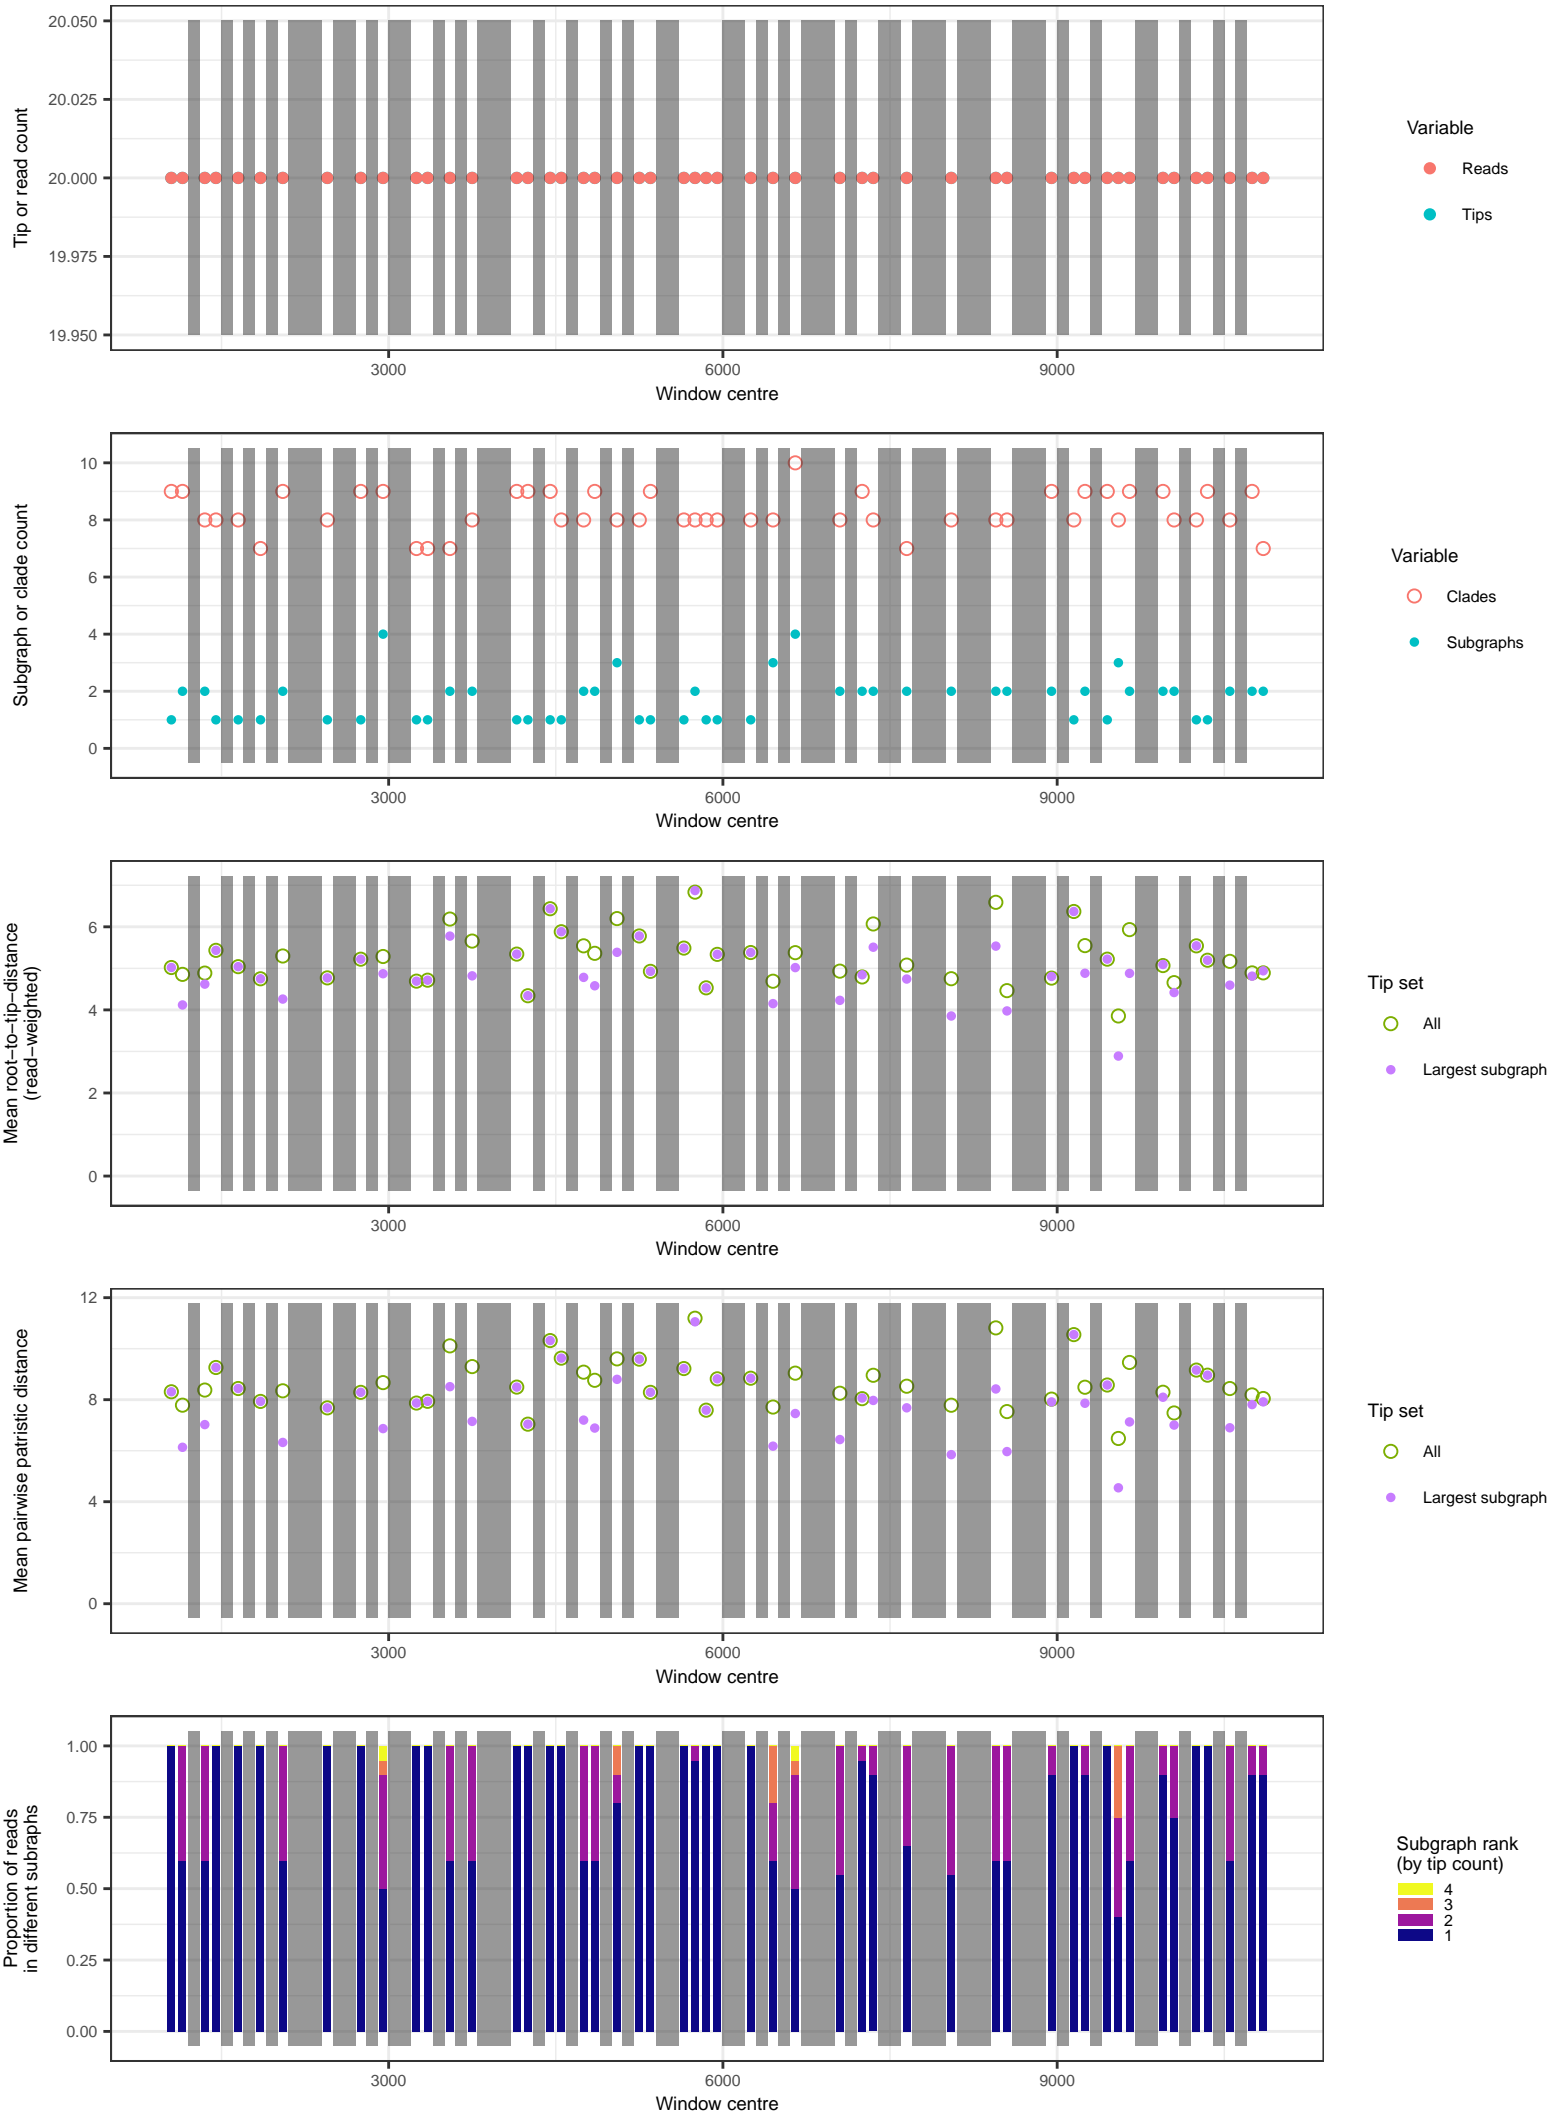 20.050
20.025
20.000
19.975
19.950
Tip or read count
3000
6000
9000
Window centre
Variable
Reads
Tips
10
8
6
4
2
0
Subgraph or clade count
3000
6000
9000
Window centre
Variable
Clades
Subgraphs
6
4
2
0
Mean root−to−tip−distance
(read−weighted)
3000
6000
9000
Window centre
Tip set
All
Largest subgraph
12
8
4
0
Mean pairwise patristic distance
3000
6000
9000
Window centre
Tip set
All
Largest subgraph
1.00
0.75
0.50
0.25
0.00
Proportion of reads
in different subraphs
3000
6000
9000
Window centre
Subgraph rank
(by tip count)
4
3
2
1